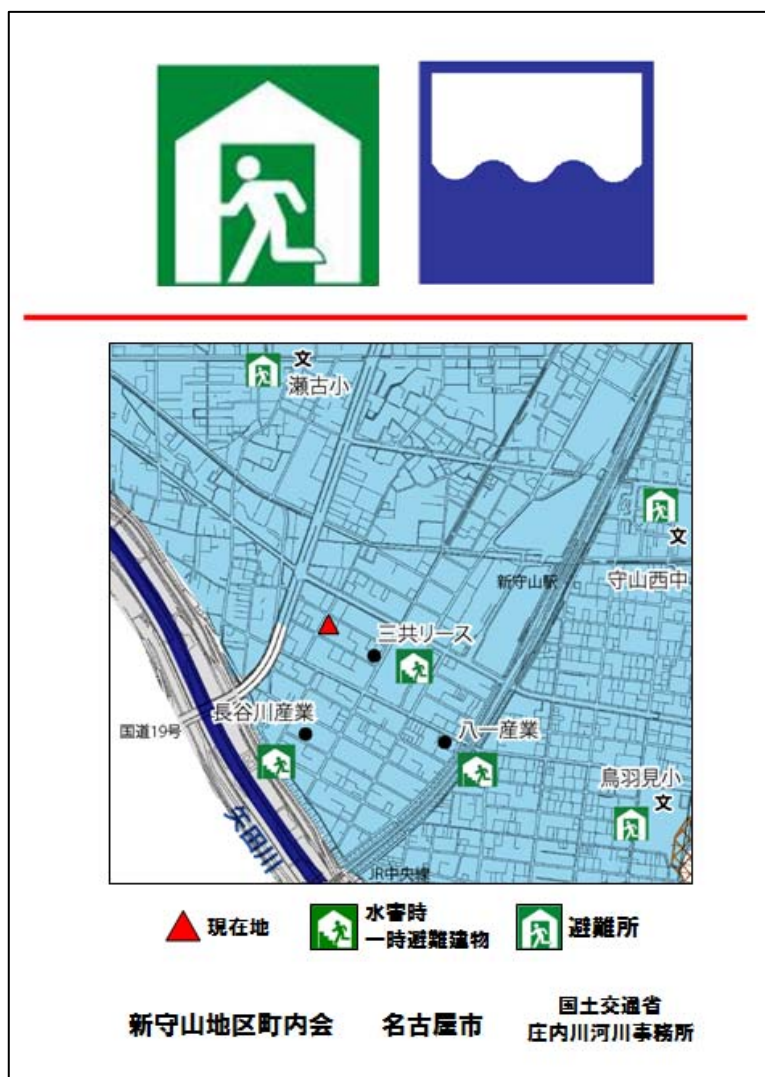 文
瀬古小
文
守山西中
新守山駅
三共リース
国道19号
長谷川産業
八一産業
鳥羽見小
文
矢田川
JR中央線
現在地
水害時
一時避難建物
避難所
新守山地区町内会
名古屋市
国土交通省
庄内川河川事務所